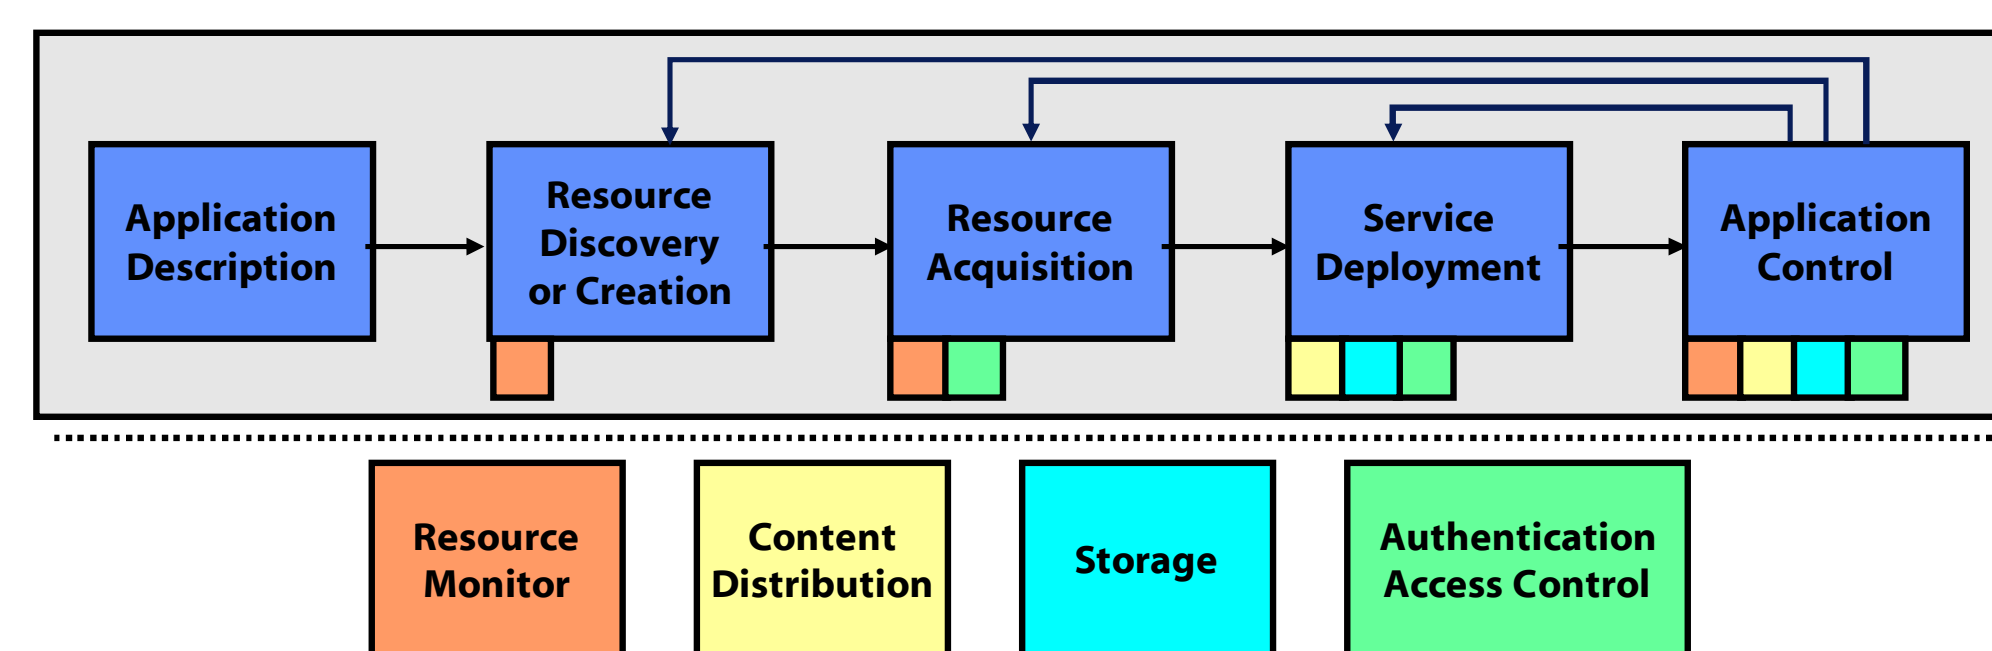 Application
Description
Resource
Discovery
or Creation
Resource
Acquisition
Service
Deployment
Application
Control
Resource
Monitor
Content
Distribution
Storage
Authentication
Access Control